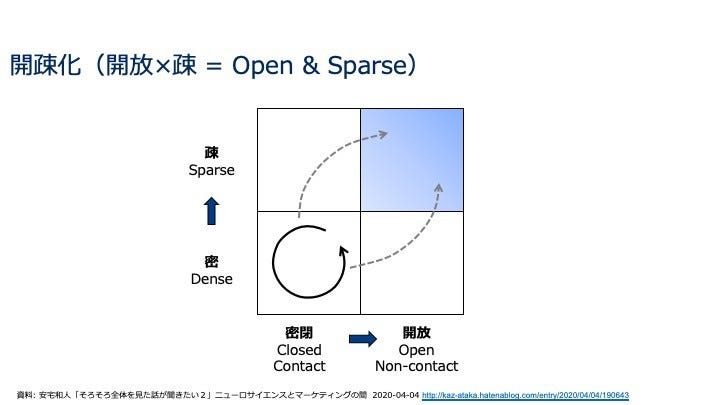 開疎化（開放×疎 = Open & Sparse）
疎
Sparse
密
Dense
密閉
Closed
Contact
開放
Open
Non-contact
資料: 安宅和人「そろそろ全体を見た話が聞きたい２」ニューロサイエンスとマーケティングの間 2020-04-04 http://kaz-ataka.hatenablog.com/entry/2020/04/04/190643